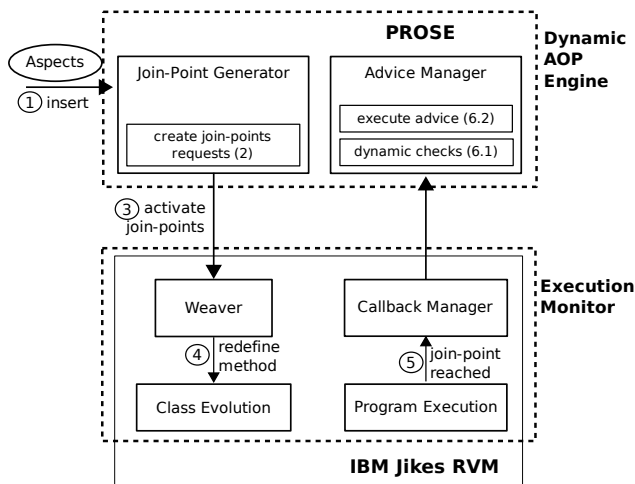 PROSE
Dynamic
AOP
Engine
Aspects
1 insert
Join-Point Generator
create join-points
requests (2)
Advice Manager
execute advice (6.2)
dynamic checks (6.1)
3 activate
join-points
Execution
Monitor
Weaver
Callback Manager
4 redefine
method
5 join-point
reached
Class Evolution
Program Execution
IBM Jikes RVM